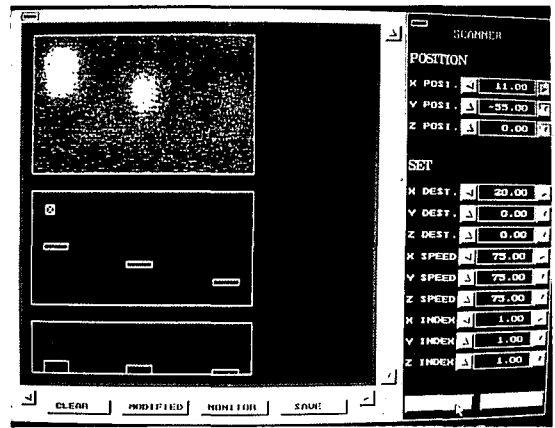 SCANNER
POSITION
X POSI. 11.00
Y POSI. -55.00
Z POSI. 0.00
SET
X DEST. 20.00
Y DEST. 0.00
Z DEST. 0.00
X SPEED 75.00
Y SPEED 75.00
Z SPEED 75.00
X INDEX 1.00
Y INDEX 1.00
Z INDEX 1.00
CLEAR MODIFIED MONITOR SAVE